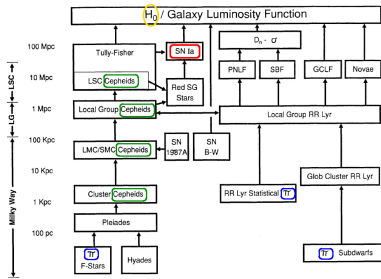 H₀ / Galaxy Luminosity Function
100 Mpc
10 Mpc
1 Mpc
100 Kpc
10 Kpc
1 Kpc
100 pc
LSC
LG
Milky Way
Tully-Fisher
SN Ia
Dₙ - σ
PNLF
SBF
GCLF
Novae
LSC Cepheids
Red SG
Stars
Local Group Cepheids
Local Group RR Lyr
LMC/SMC Cepheids
SN
1987A
SN
B-W
Glob Cluster RR Lyr
Cluster Cepheids
RR Lyr Statistical π
Pleiades
π
F-Stars
Hyades
π Subdwarfs